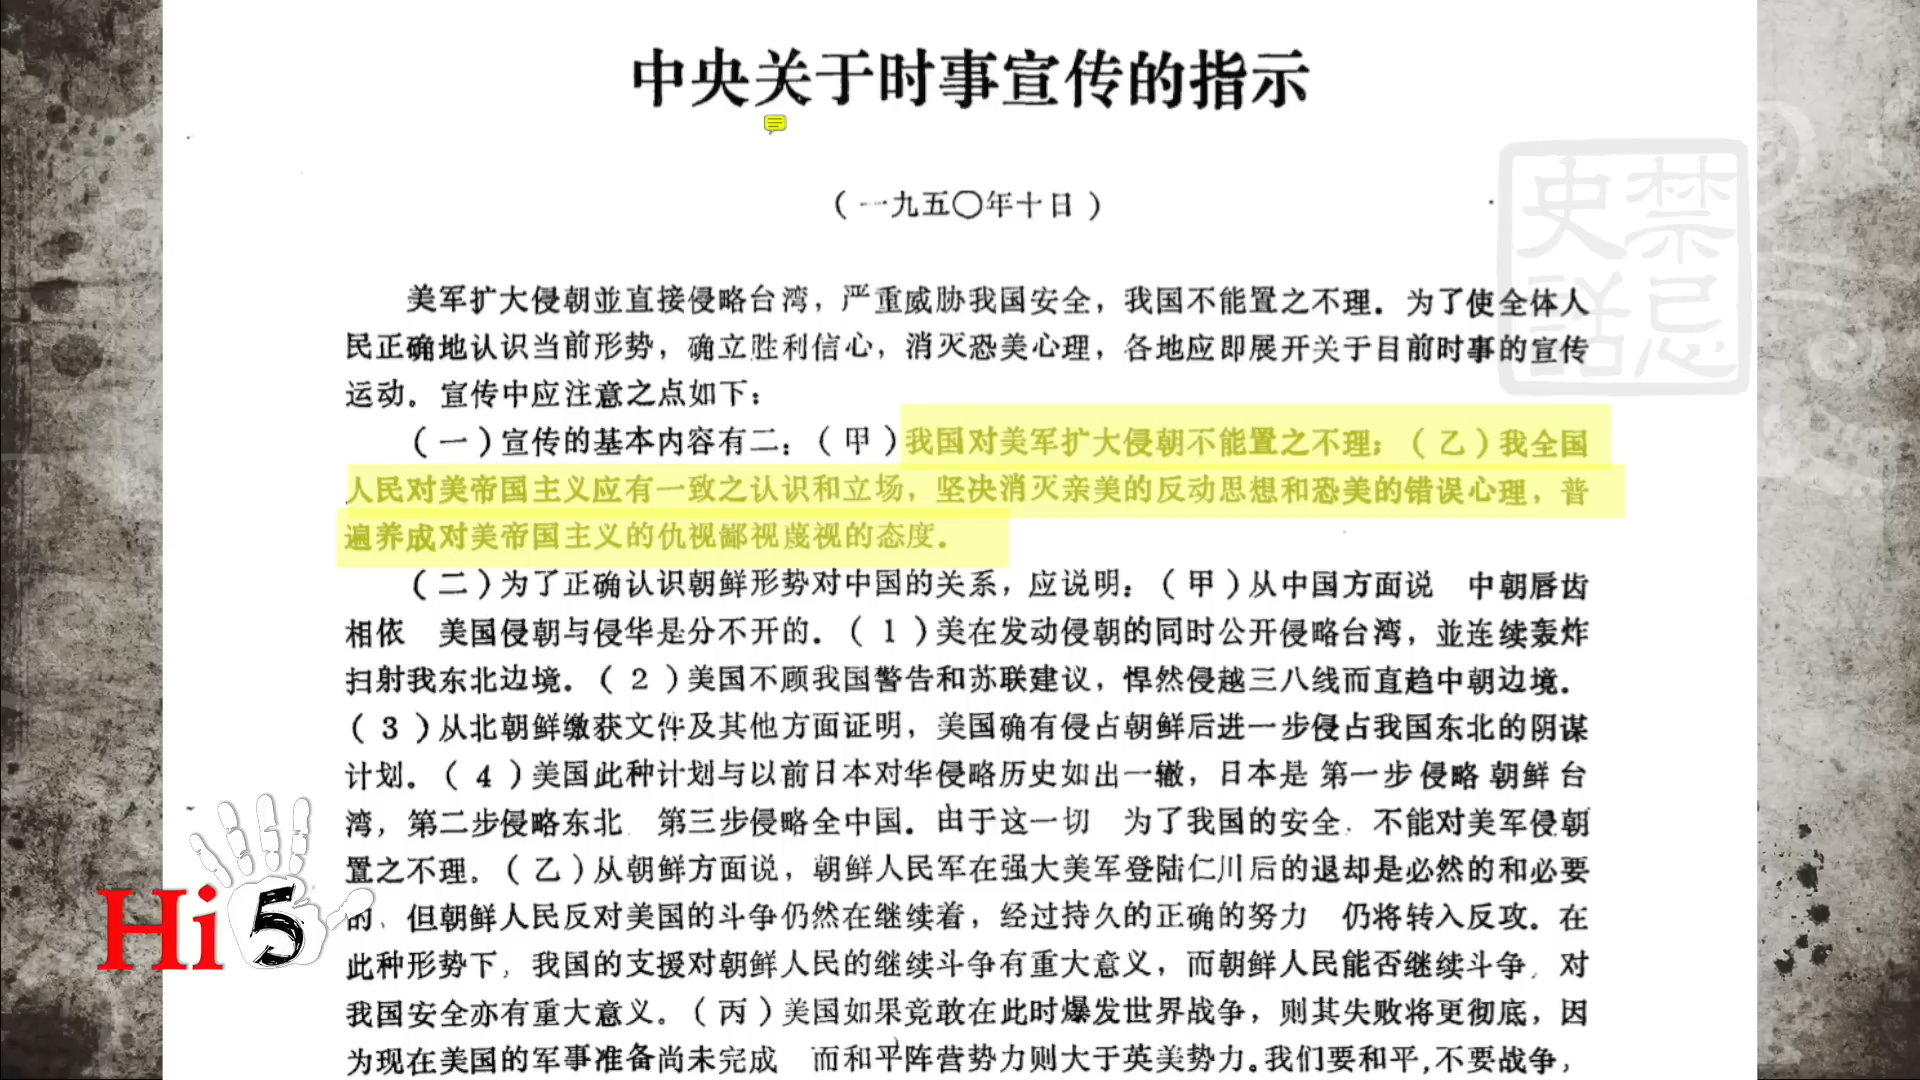 中央关于时事宣传的指示
（一九五〇年十日）
美军扩大侵朝並直接侵略台湾，严重威胁我国安全，我国不能置之不理．为了使全体人
民正确地认识当前形势，确立胜利信心，消灭恐美心理，各地应即展开关于目前时事的宣传
运动．宣传中应注意之点如下：
（一）宣传的基本内容有二：（甲）我国对美军扩大侵朝不能置之不理；（乙）我全国
人民对美帝国主义应有一致之认识和立场，坚决消灭亲美的反动思想和恐美的错误心理，普
遍养成对美帝国主义的仇视鄙视蔑视的态度．
（二）为了正确认识朝鲜形势对中国的关系，应说明：（甲）从中国方面说 中朝唇齿
相依 美国侵朝与侵华是分不开的．（1）美在发动侵朝的同时公开侵略台湾，並连续轰炸
扫射我东北边境．（2）美国不顾我国警告和苏联建议，悍然侵越三八线而直趋中朝边境．
（3）从北朝鲜缴获文件及其他方面证明，美国确有侵占朝鲜后进一步侵占我国东北的阴谋
计划．（4）美国此种计划与以前日本对华侵略历史如出一辙，日本是第一步侵略朝鲜台
湾，第二步侵略东北 第三步侵略全中国．由于这一切 为了我国的安全．不能对美军侵朝
置之不理．（乙）从朝鲜方面说，朝鲜人民军在强大美军登陆仁川后的退却是必然的和必要
的．但朝鲜人民反对美国的斗争仍然在继续着，经过持久的正确的努力 仍将转入反攻．在
此种形势下，我国的支援对朝鲜人民的继续斗争有重大意义，而朝鲜人民能否继续斗争．对
我国安全亦有重大意义．（丙）美国如果竟敢在此时爆发世界战争，则其失败将更彻底，因
为现在美国的军事准备尚未完成 而和平阵营势力则大于英美势力．我们要和平，不要战争，
禁忌
史話
Hi5